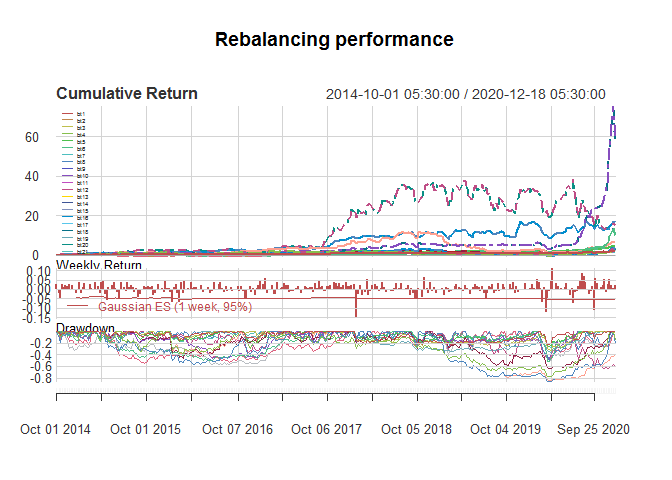 Rebalancing performance
Cumulative Return 2014-10-01 05:30:00 / 2020-12-18 05:30:00
60
40
20
0
Weekly Return
0.10
0.05
0.00
-0.05
-0.10
-0.15
Gaussian ES (1 week, 95%)
Drawdown
-0.2
-0.4
-0.6
-0.8
Oct 01 2014 Oct 01 2015 Oct 07 2016 Oct 06 2017 Oct 05 2018 Oct 04 2019 Sep 25 2020